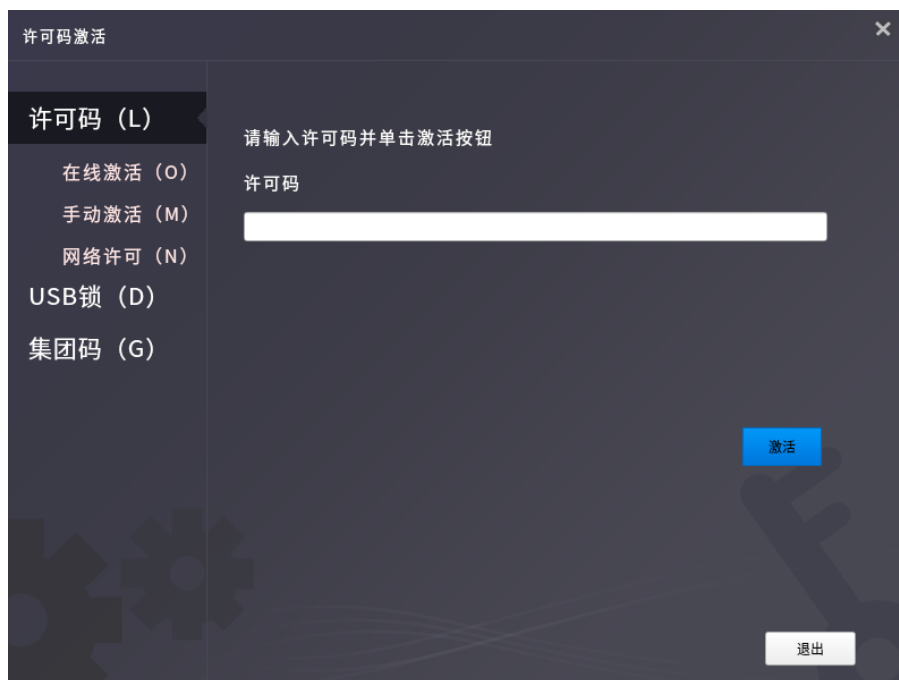 许可码激活
许可码（L）
在线激活（O）
手动激活（M）
网络许可（N）
USB锁（D）
集团码（G）
请输入许可码并单击激活按钮
许可码
激活
退出